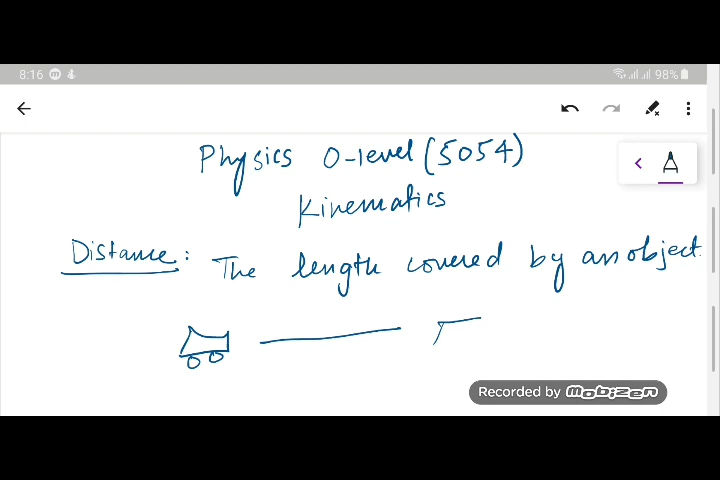 8:16 98%
Physics O-level (5054)
Kinematics
Distance: The length covered by an object.
Recorded by mobizen